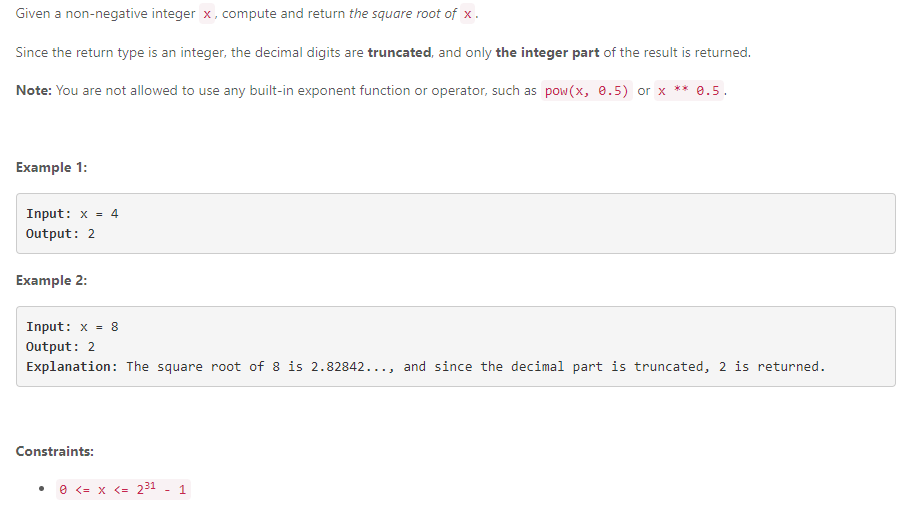 Given a non-negative integer x, compute and return the square root of x.
Since the return type is an integer, the decimal digits are truncated, and only the integer part of the result is returned.
Note: You are not allowed to use any built-in exponent function or operator, such as pow(x, 0.5) or x ** 0.5.
Example 1:
Input: x = 4
Output: 2
Example 2:
Input: x = 8
Output: 2
Explanation: The square root of 8 is 2.82842..., and since the decimal part is truncated, 2 is returned.
Constraints:
• 0 <= x <= 2³¹ - 1